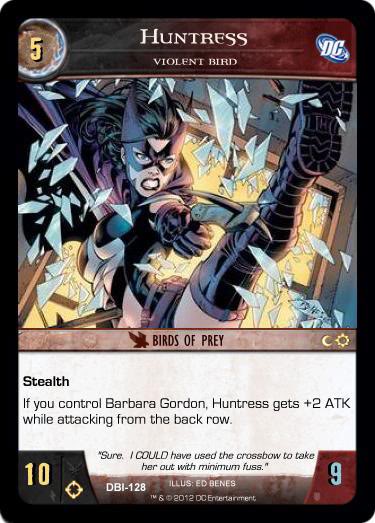 5
HUNTRESS
VIOLENT BIRD
DC
BIRDS OF PREY
Stealth
If you control Barbara Gordon, Huntress gets +2 ATK
while attacking from the back row.
"Sure. I COULD have used the crossbow to take
her out with minimum fuss."
10
DBI-128
ILLUS: ED BENES
9
™ & © 2012 DC Entertainment